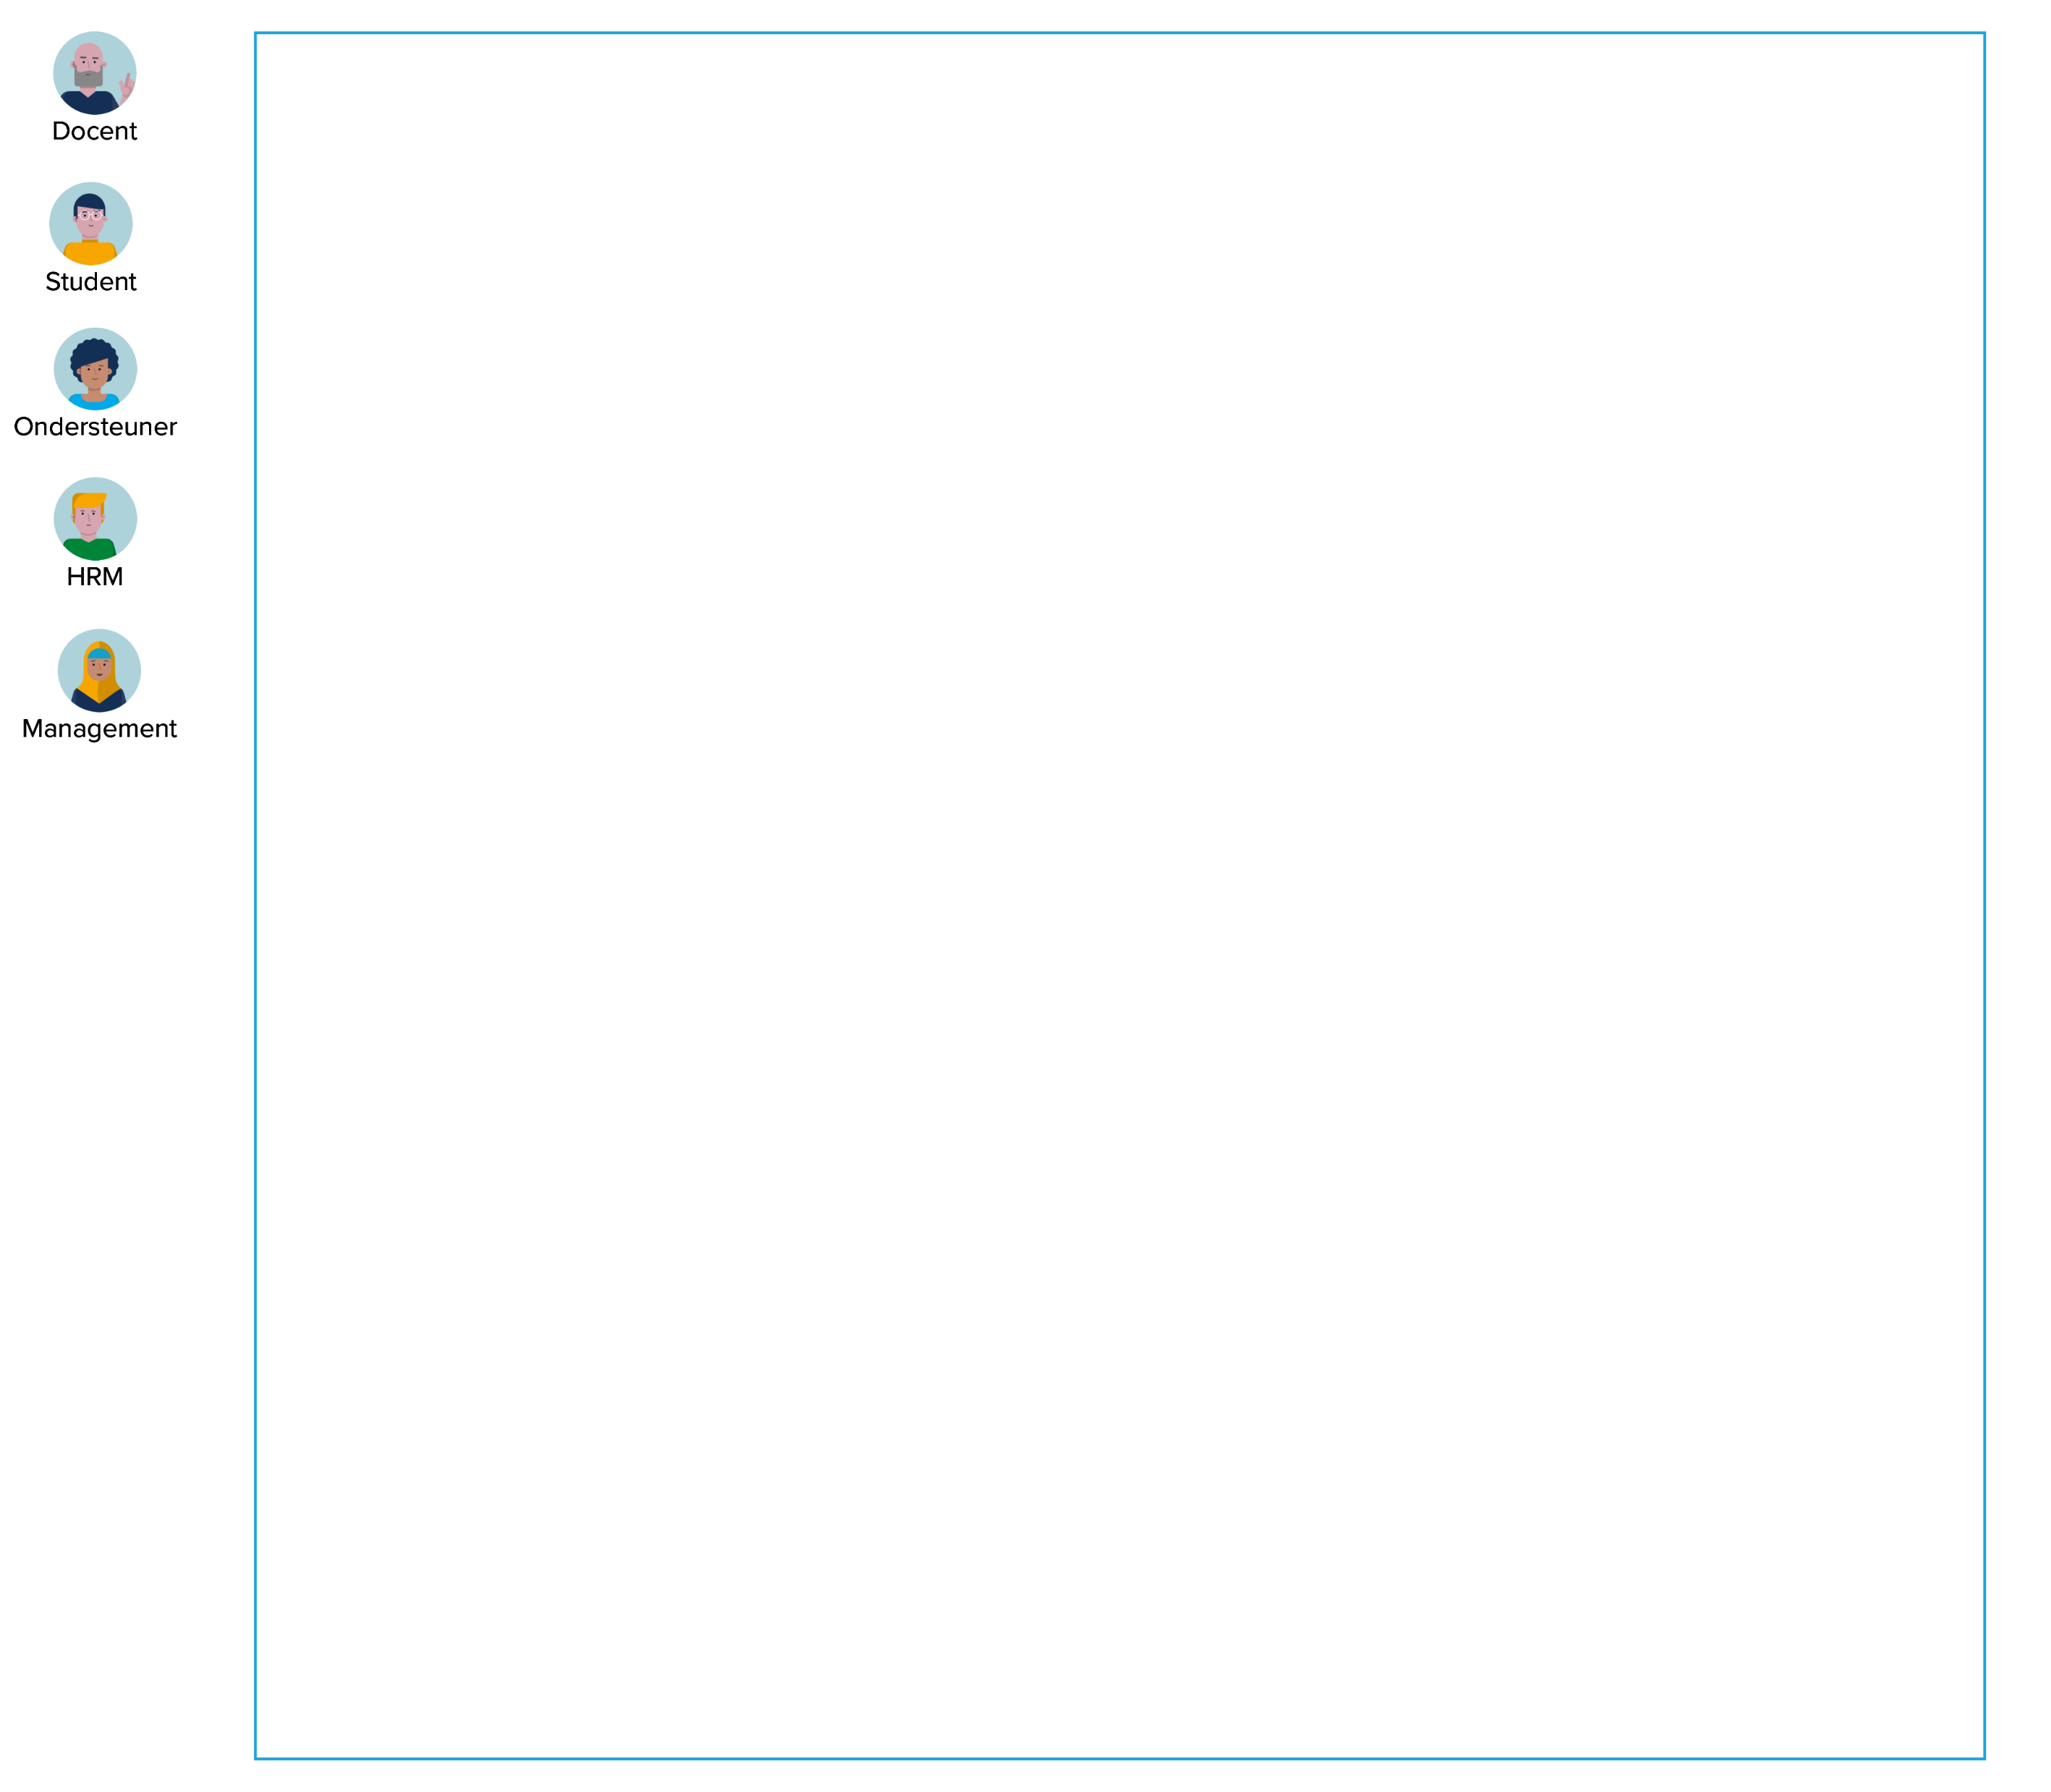 Docent
Student
Ondersteuner
HRM
Management